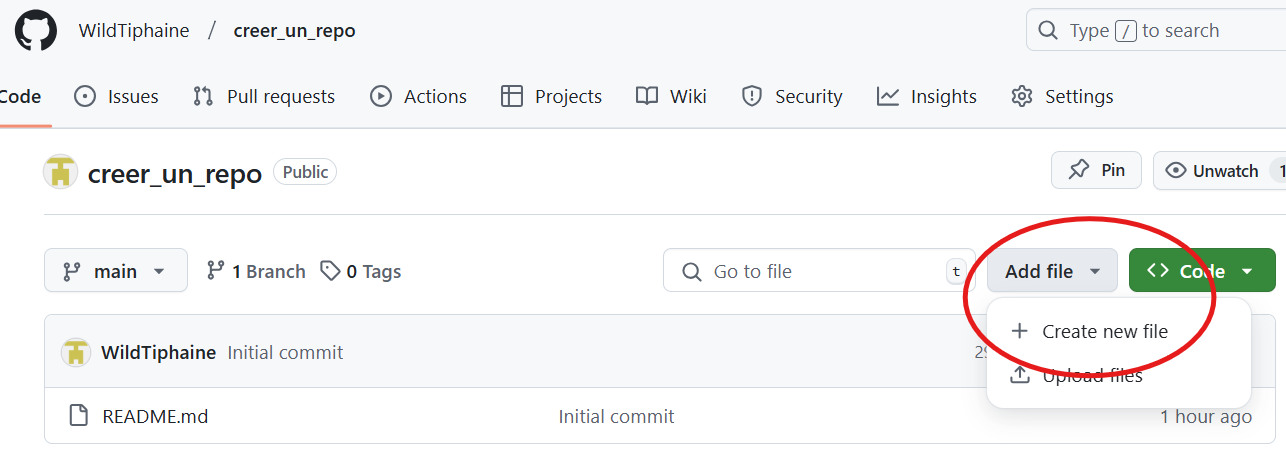 WildTiphaine / creer_un_repo
Type / to search
Code Issues Pull requests Actions Projects Wiki Security Insights Settings
creer_un_repo Public
Pin Unwatch 1
main 1 Branch 0 Tags
Go to file t
Add file
Code
Create new file
Upload files
WildTiphaine Initial commit
29
README.md Initial commit 1 hour ago